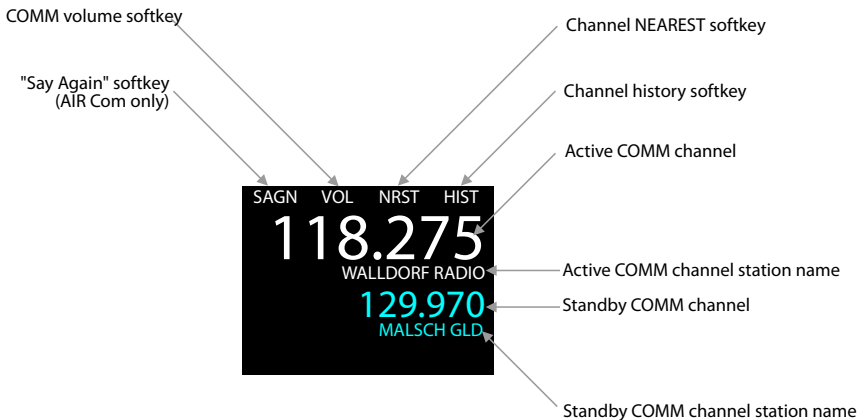 COMM volume softkey
"Say Again" softkey
(AIR Com only)
Channel NEAREST softkey
Channel history softkey
Active COMM channel
SAGN VOL NRST HIST
118.275
WALLDORF RADIO
Active COMM channel station name
129.970
Standby COMM channel
MALSCH GLD
Standby COMM channel station name